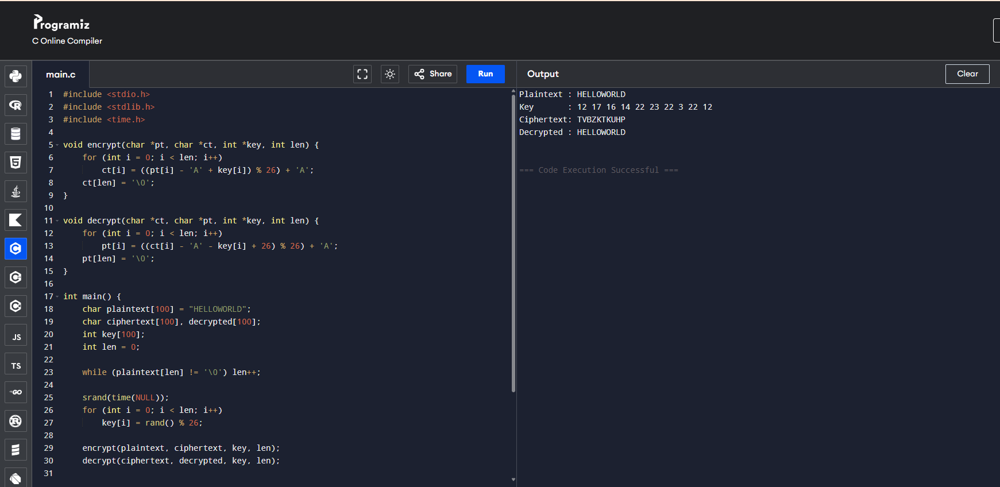 Programiz
C Online Compiler
main.c
Share
Run
Output
Clear
1 #include <stdio.h>
2 #include <stdlib.h>
3 #include <time.h>
4
5 void encrypt(char *pt, char *ct, int *key, int len) {
6     for (int i = 0; i < len; i++)
7         ct[i] = ((pt[i] - 'A' + key[i]) % 26) + 'A';
8     ct[len] = '\0';
9 }
10
11 void decrypt(char *ct, char *pt, int *key, int len) {
12     for (int i = 0; i < len; i++)
13         pt[i] = ((ct[i] - 'A' - key[i] + 26) % 26) + 'A';
14     pt[len] = '\0';
15 }
16
17 int main() {
18     char plaintext[100] = "HELLOWORLD";
19     char ciphertext[100], decrypted[100];
20     int key[100];
21     int len = 0;
22
23     while (plaintext[len] != '\0') len++;
24
25     srand(time(NULL));
26     for (int i = 0; i < len; i++)
27         key[i] = rand() % 26;
28
29     encrypt(plaintext, ciphertext, key, len);
30     decrypt(ciphertext, decrypted, key, len);
31
Plaintext : HELLOWORLD
Key       : 12 17 16 14 22 23 22 3 22 12
Ciphertext: TVBZKTKUHP
Decrypted : HELLOWORLD
=== Code Execution Successful ===
R
5
C
C
C
JS
TS
GO
R